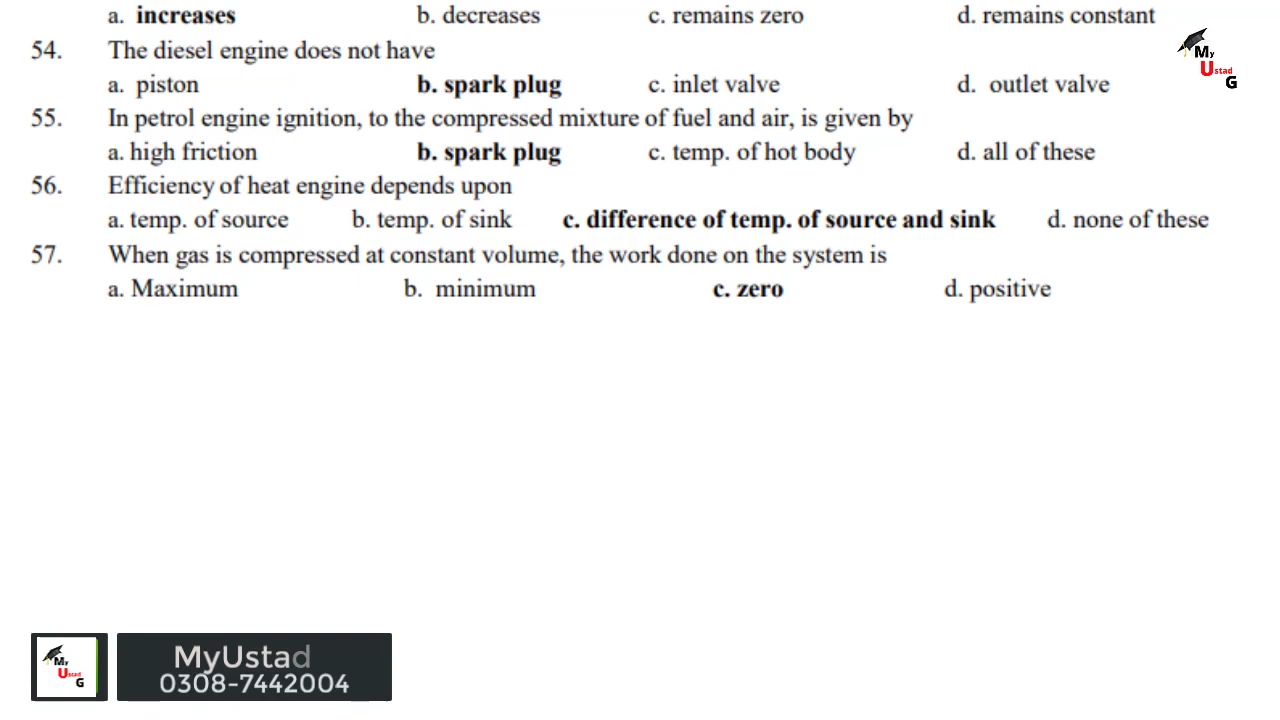 a. increases b. decreases c. remains zero d. remains constant
54. The diesel engine does not have
a. piston b. spark plug c. inlet valve d. outlet valve
55. In petrol engine ignition, to the compressed mixture of fuel and air, is given by
a. high friction b. spark plug c. temp. of hot body d. all of these
56. Efficiency of heat engine depends upon
a. temp. of source b. temp. of sink c. difference of temp. of source and sink d. none of these
57. When gas is compressed at constant volume, the work done on the system is
a. Maximum b. minimum c. zero d. positive
My
Ustad
G
My
Ustad
G
MyUstad
0308-7442004